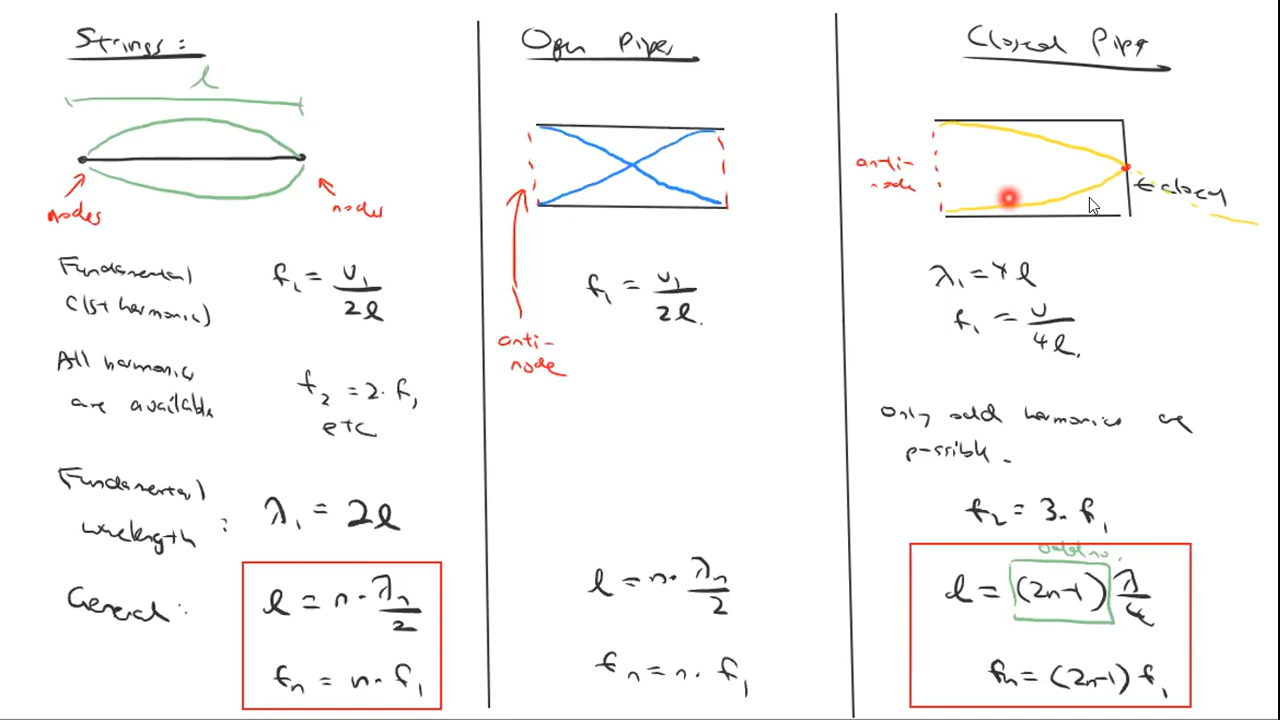 Strings:
l
nodes
nodes
Fundamental
(1st harmonic)
f₁ = v₁/2l
All harmonics
are available
f₂ = 2·f₁
etc
Fundamental
wavelength :
λ₁ = 2l
General:
l = n·λₙ/2
fₙ = n·f₁
Open Pipes
f₁ = v₁/2l.
anti-
node
l = n·λₙ/2
fₙ = n·f₁
Closed Pipe
anti-
node
← closed
λ₁ = 4l
f₁ = v/4l.
Only odd harmonics are
possible.
f₂ = 3·f₁
odd no.
l = (2n-1) λ/4
fₙ = (2n-1) f₁